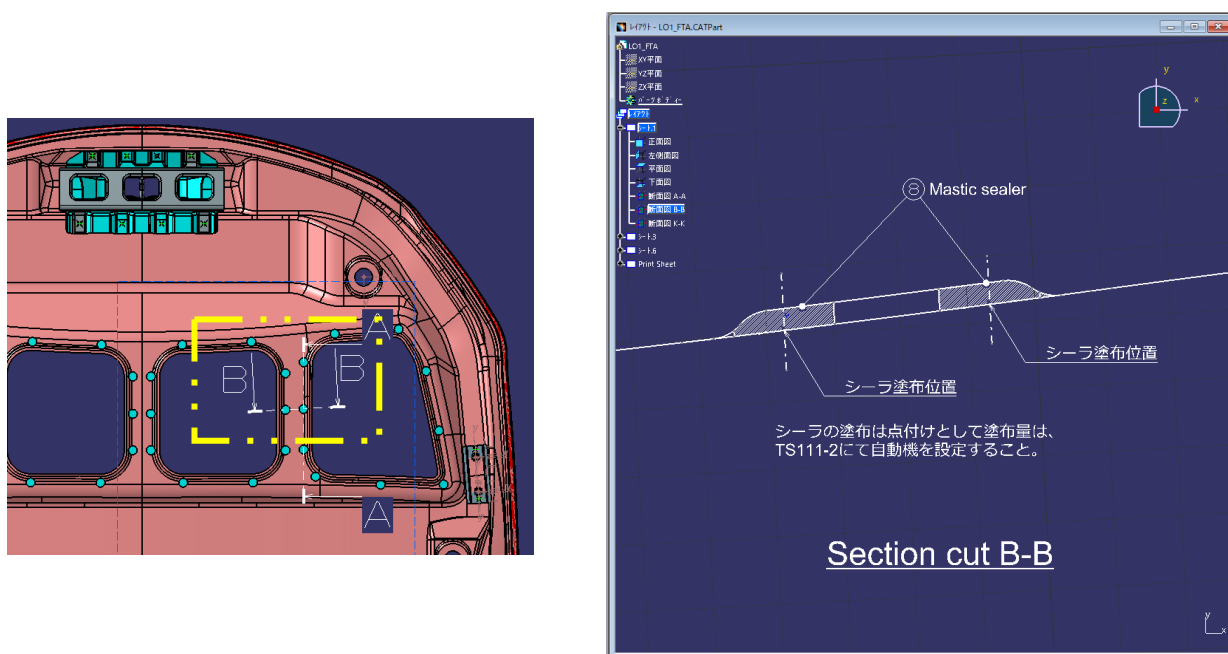 A
B
B
A
レイアウト - LO1_FTA.CATPart
LO1_FTA
XY平面
YZ平面
ZX平面
パーツボディー
レイアウト
シート.1
正面図
左側面図
平面図
下面図
断面図 A-A
断面図 B-B
断面図 K-K
シート.3
シート.6
Print Sheet
y
z
x
⑧ Mastic sealer
シーラ塗布位置
シーラ塗布位置
シーラの塗布は点付けとして塗布量は、
TS111-2にて自動機を設定すること。
Section cut B-B
y
x